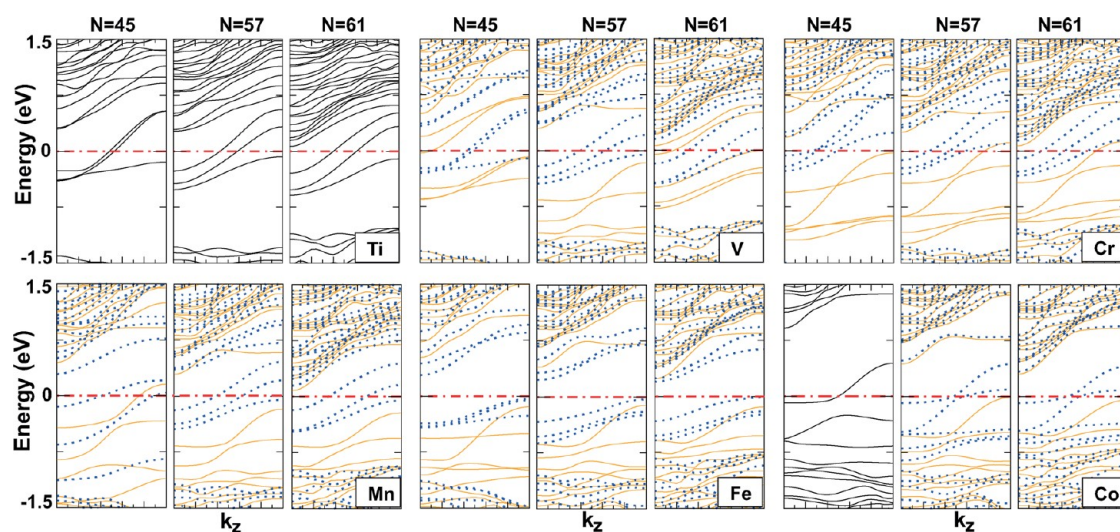 N=45 N=57 N=61 N=45 N=57 N=61 N=45 N=57 N=61
1.5
Energy (eV)
0
-1.5
Ti V Cr
1.5
Energy (eV)
0
-1.5
Mn Fe Co
kz kz kz